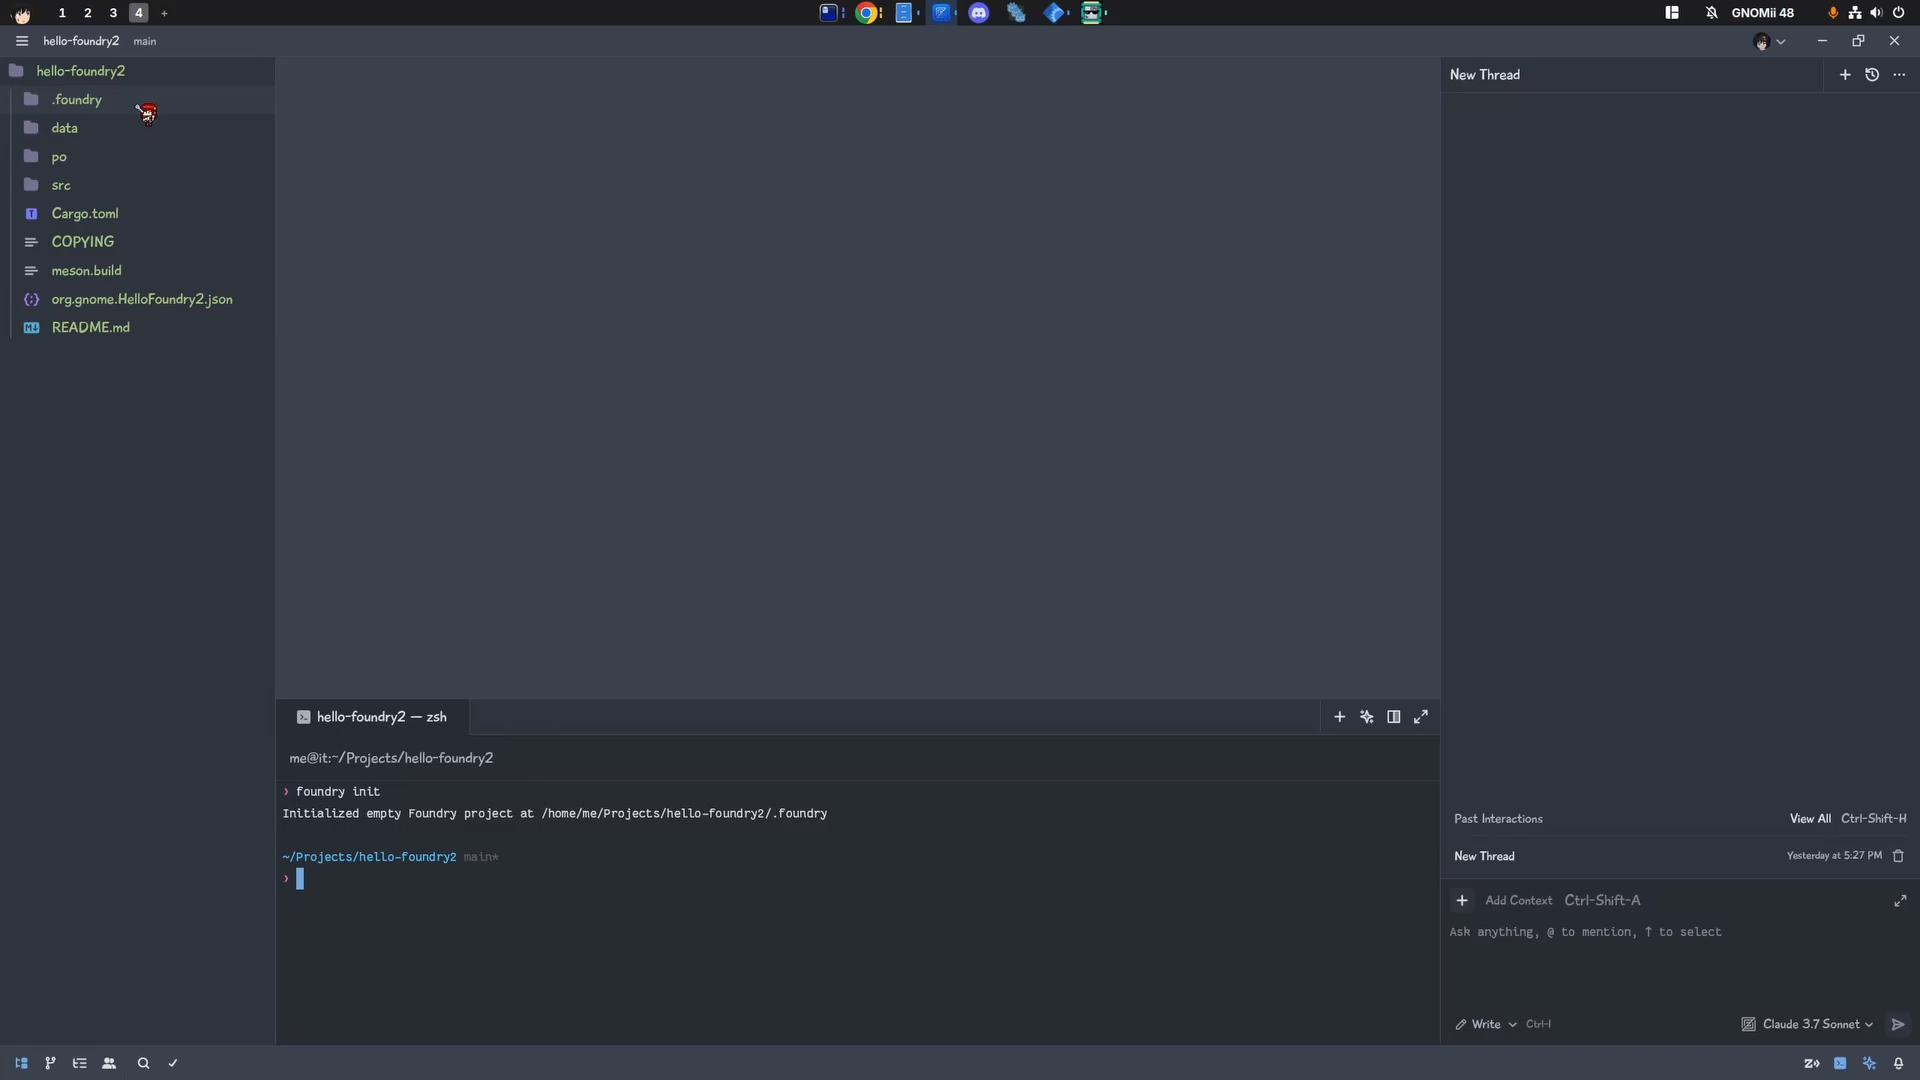 1 2 3 4 +
GNOMii 48
hello-foundry2 main
hello-foundry2
.foundry
data
po
src
Cargo.toml
COPYING
meson.build
org.gnome.HelloFoundry2.json
README.md
hello-foundry2 — zsh
me@it:~/Projects/hello-foundry2
❯ foundry init
Initialized empty Foundry project at /home/me/Projects/hello-foundry2/.foundry
~/Projects/hello-foundry2 main*
❯
New Thread
Past Interactions View All Ctrl-Shift-H
New Thread Yesterday at 5:27 PM
Add Context Ctrl-Shift-A
Ask anything, @ to mention, ↑ to select
Write Ctrl-I Claude 3.7 Sonnet